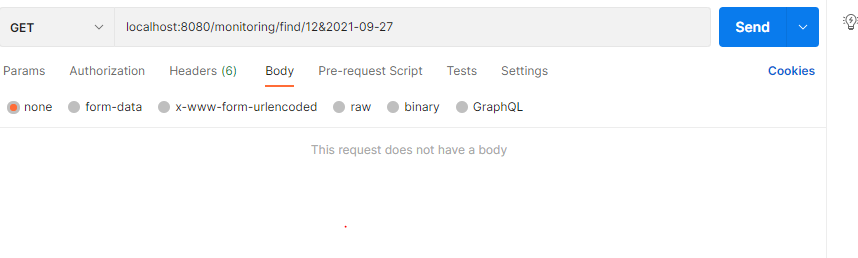 GET localhost:8080/monitoring/find/12&2021-09-27 Send
Params Authorization Headers (6) Body Pre-request Script Tests Settings Cookies
none form-data x-www-form-urlencoded raw binary GraphQL
This request does not have a body